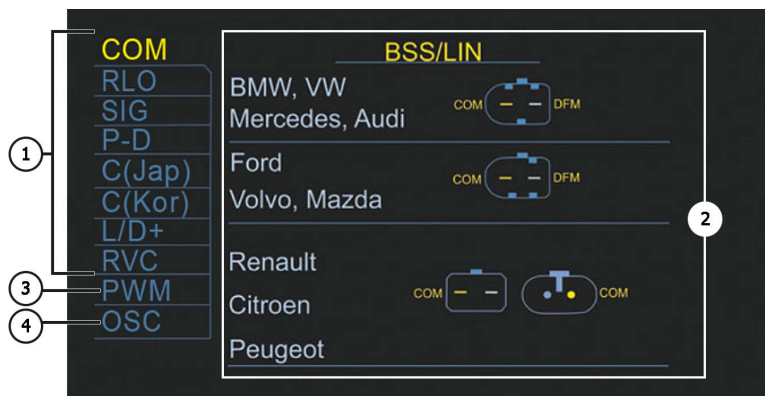 COM
RLO
SIG
P-D
C(Jap)
C(Kor)
L/D+
RVC
PWM
OSC
1
3
4
BSS/LIN
BMW, VW
Mercedes, Audi
COM DFM
Ford
Volvo, Mazda
COM DFM
Renault
Citroen
Peugeot
COM COM
2